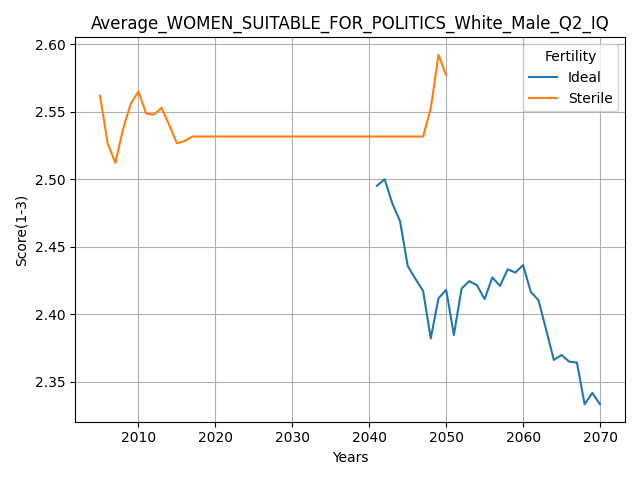 Average_WOMEN_SUITABLE_FOR_POLITICS_White_Male_Q2_IQ
Fertility
Ideal
Sterile
Score(1-3)
2.60
2.55
2.50
2.45
2.40
2.35
2010 2020 2030 2040 2050 2060 2070
Years